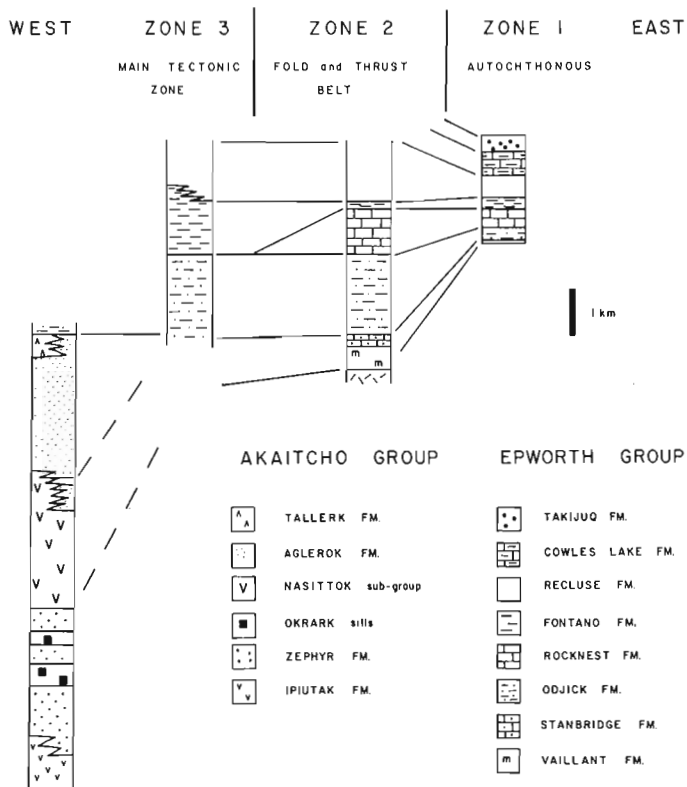 WEST ZONE 3 ZONE 2 ZONE 1 EAST
MAIN TECTONIC ZONE
FOLD and THRUST BELT
AUTOCHTHONOUS
1 km
m
m
AKAITCHO GROUP
TALLERK FM.
AGLEROK FM.
NASITTOK sub-group
OKRARK sills
ZEPHYR FM.
IPIUTAK FM.
EPWORTH GROUP
TAKIJUQ FM.
COWLES LAKE FM.
RECLUSE FM.
FONTANO FM.
ROCKNEST FM.
ODJICK FM.
STANBRIDGE FM.
m VAILLANT FM.